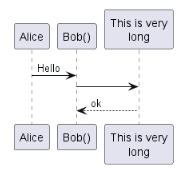 Alice
Bob()
This is very
long
Hello
ok
Alice
Bob()
This is very
long